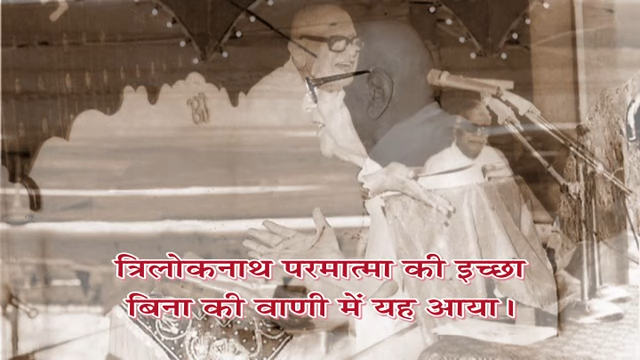 त्रिलोकनाथ परमात्मा की इच्छा
बिना की वाणी में यह आया।